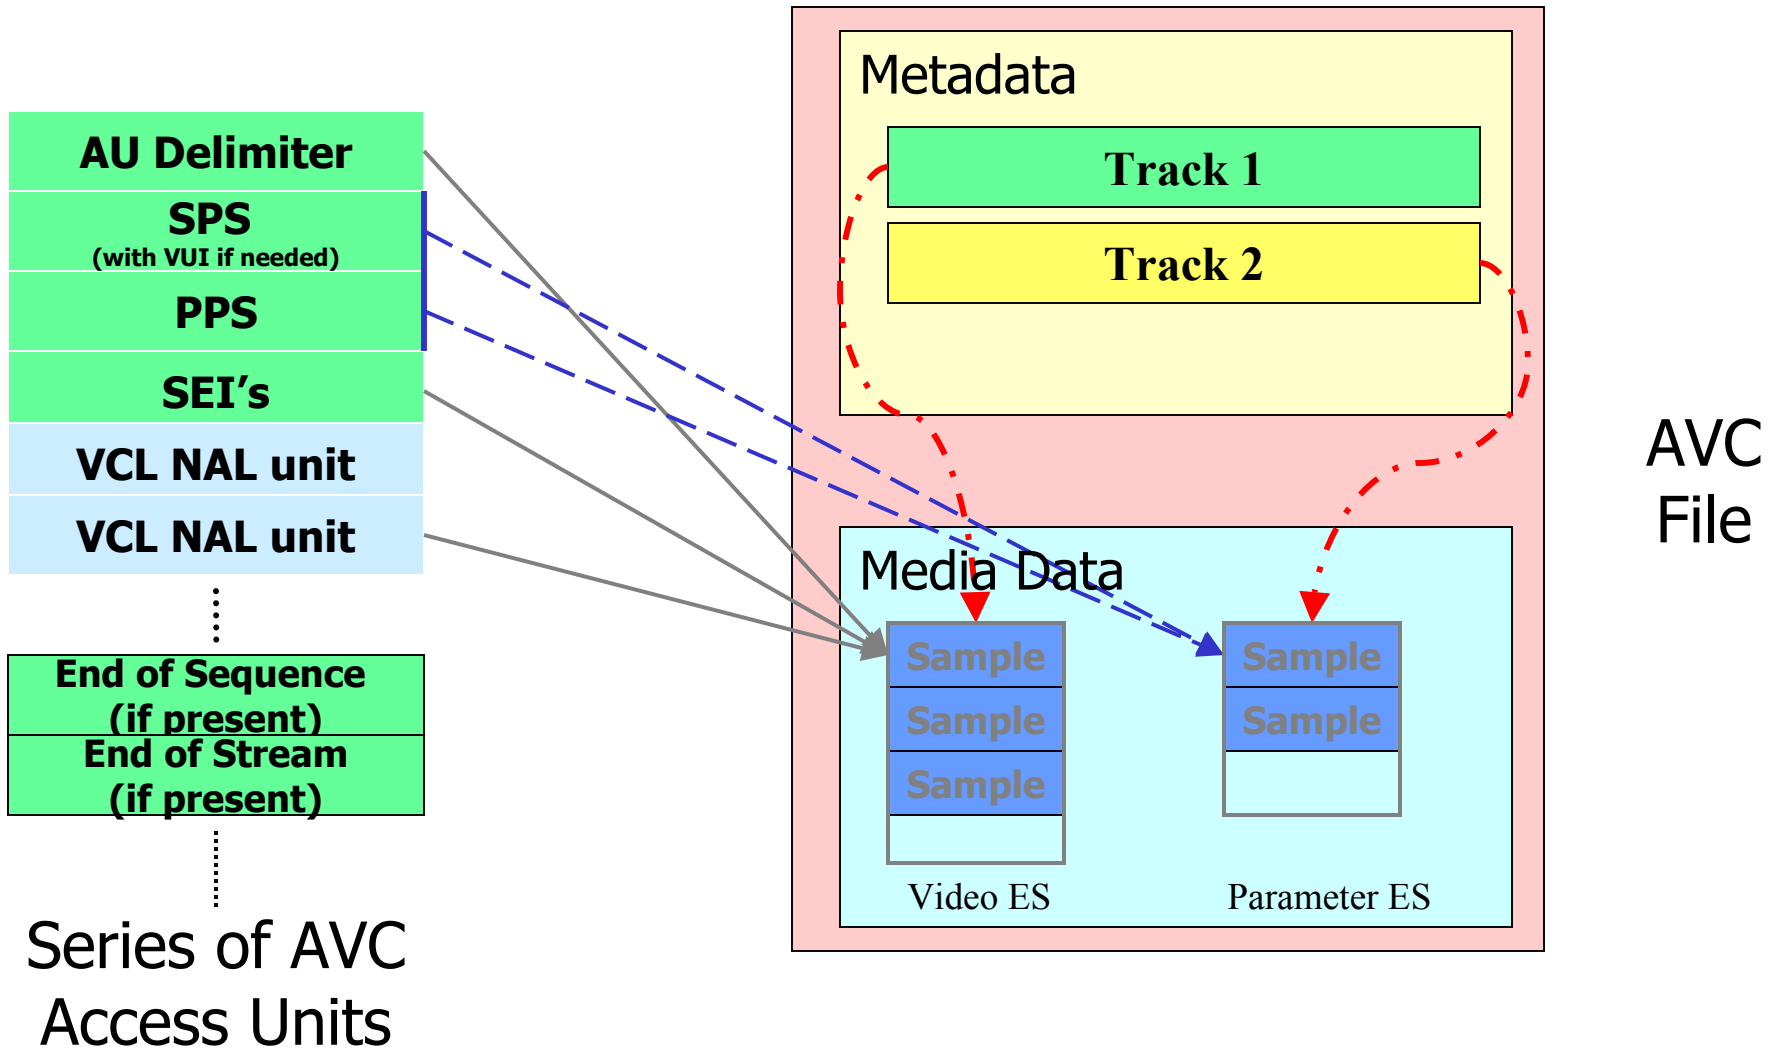 AU Delimiter
SPS
(with VUI if needed)
PPS
SEI’s
VCL NAL unit
VCL NAL unit
End of Sequence
(if present)
End of Stream
(if present)
Series of AVC
Access Units
Metadata
Track 1
Track 2
Media Data
Sample
Sample
Sample
Video ES
Sample
Sample
Parameter ES
AVC
File